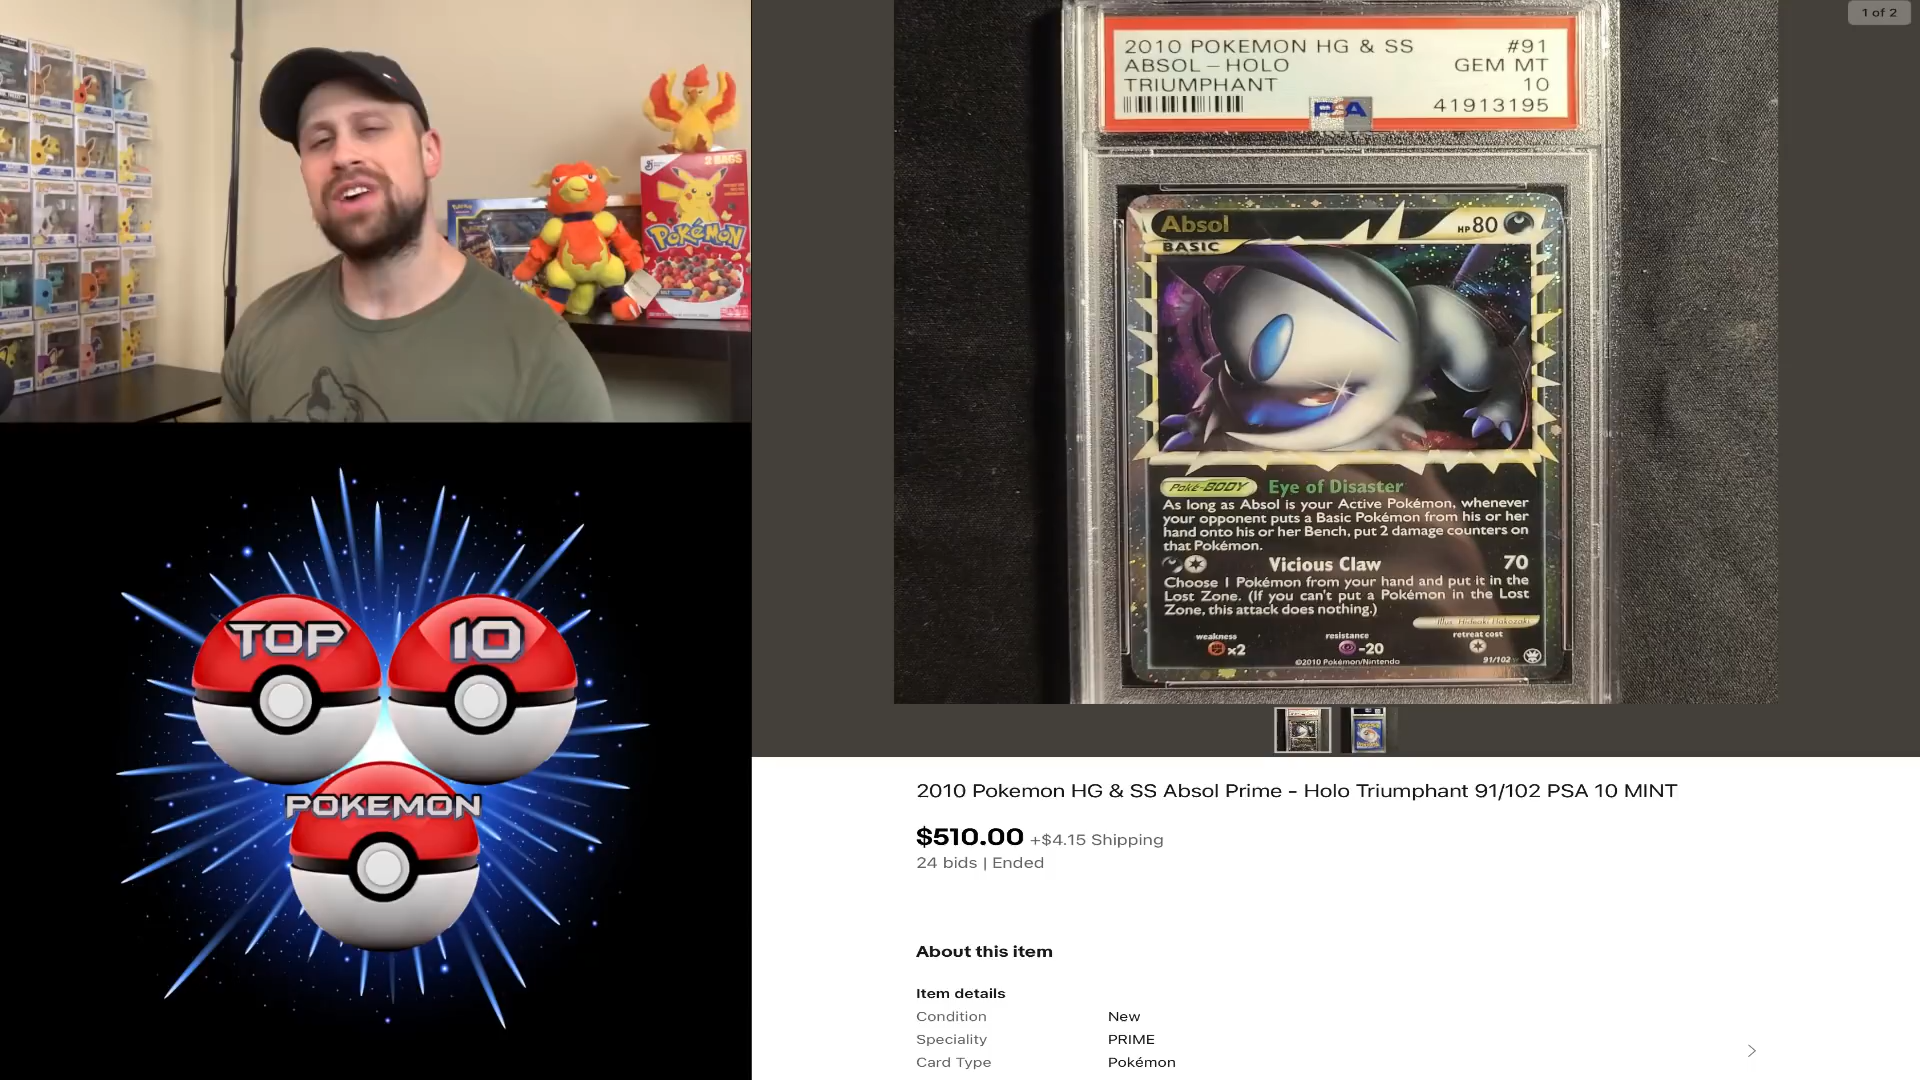 2 BAGS
POKéMON
TOP 10
POKEMON
1 of 2
2010 POKEMON HG & SS #91
ABSOL – HOLO GEM MT
TRIUMPHANT 10
PSA 41913195
Absol HP 80
BASIC
Poké-BODY Eye of Disaster
As long as Absol is your Active Pokémon, whenever
your opponent puts a Basic Pokémon from his or her
hand onto his or her Bench, put 2 damage counters on
that Pokémon.
Vicious Claw 70
Choose 1 Pokémon from your hand and put it in the
Lost Zone. (If you can't put a Pokémon in the Lost
Zone, this attack does nothing.)
Illus. Hideaki Hakozaki
weakness resistance retreat cost
x2 -20
©2010 Pokémon/Nintendo 91/102
2010 Pokemon HG & SS Absol Prime - Holo Triumphant 91/102 PSA 10 MINT
$510.00 +$4.15 Shipping
24 bids | Ended
About this item
Item details
Condition New
Speciality PRIME
Card Type Pokémon